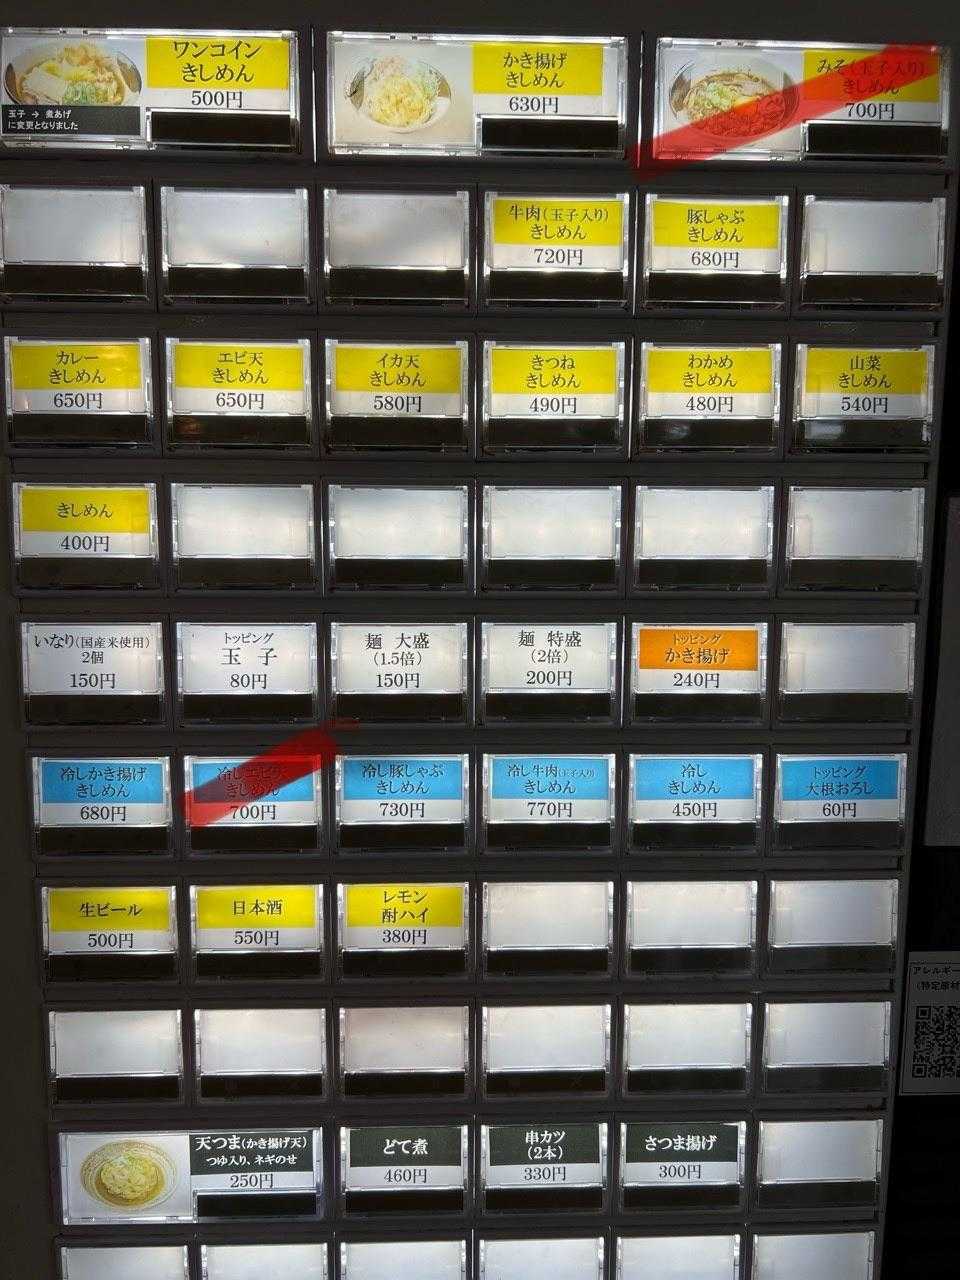 ワンコイン
きしめん
500円
玉子 → 煮あげ
に変更となりました
かき揚げ
きしめん
630円
みそ(玉子入り)
きしめん
700円
牛肉(玉子入り)
きしめん
720円
豚しゃぶ
きしめん
680円
カレー
きしめん
650円
エビ天
きしめん
650円
イカ天
きしめん
580円
きつね
きしめん
490円
わかめ
きしめん
480円
山菜
きしめん
540円
きしめん
400円
いなり(国産米使用)
2個
150円
トッピング
玉子
80円
麺 大盛
(1.5倍)
150円
麺 特盛
(2倍)
200円
トッピング
かき揚げ
240円
冷しかき揚げ
きしめん
680円
冷しエビ天
きしめん
700円
冷し豚しゃぶ
きしめん
730円
冷し牛肉(玉子入り)
きしめん
770円
冷し
きしめん
450円
トッピング
大根おろし
60円
生ビール
500円
日本酒
550円
レモン
酎ハイ
380円
アレルギー
(特定原材
天つま(かき揚げ天)
つゆ入り、ネギのせ
250円
どて煮
460円
串カツ
(2本)
330円
さつま揚げ
300円